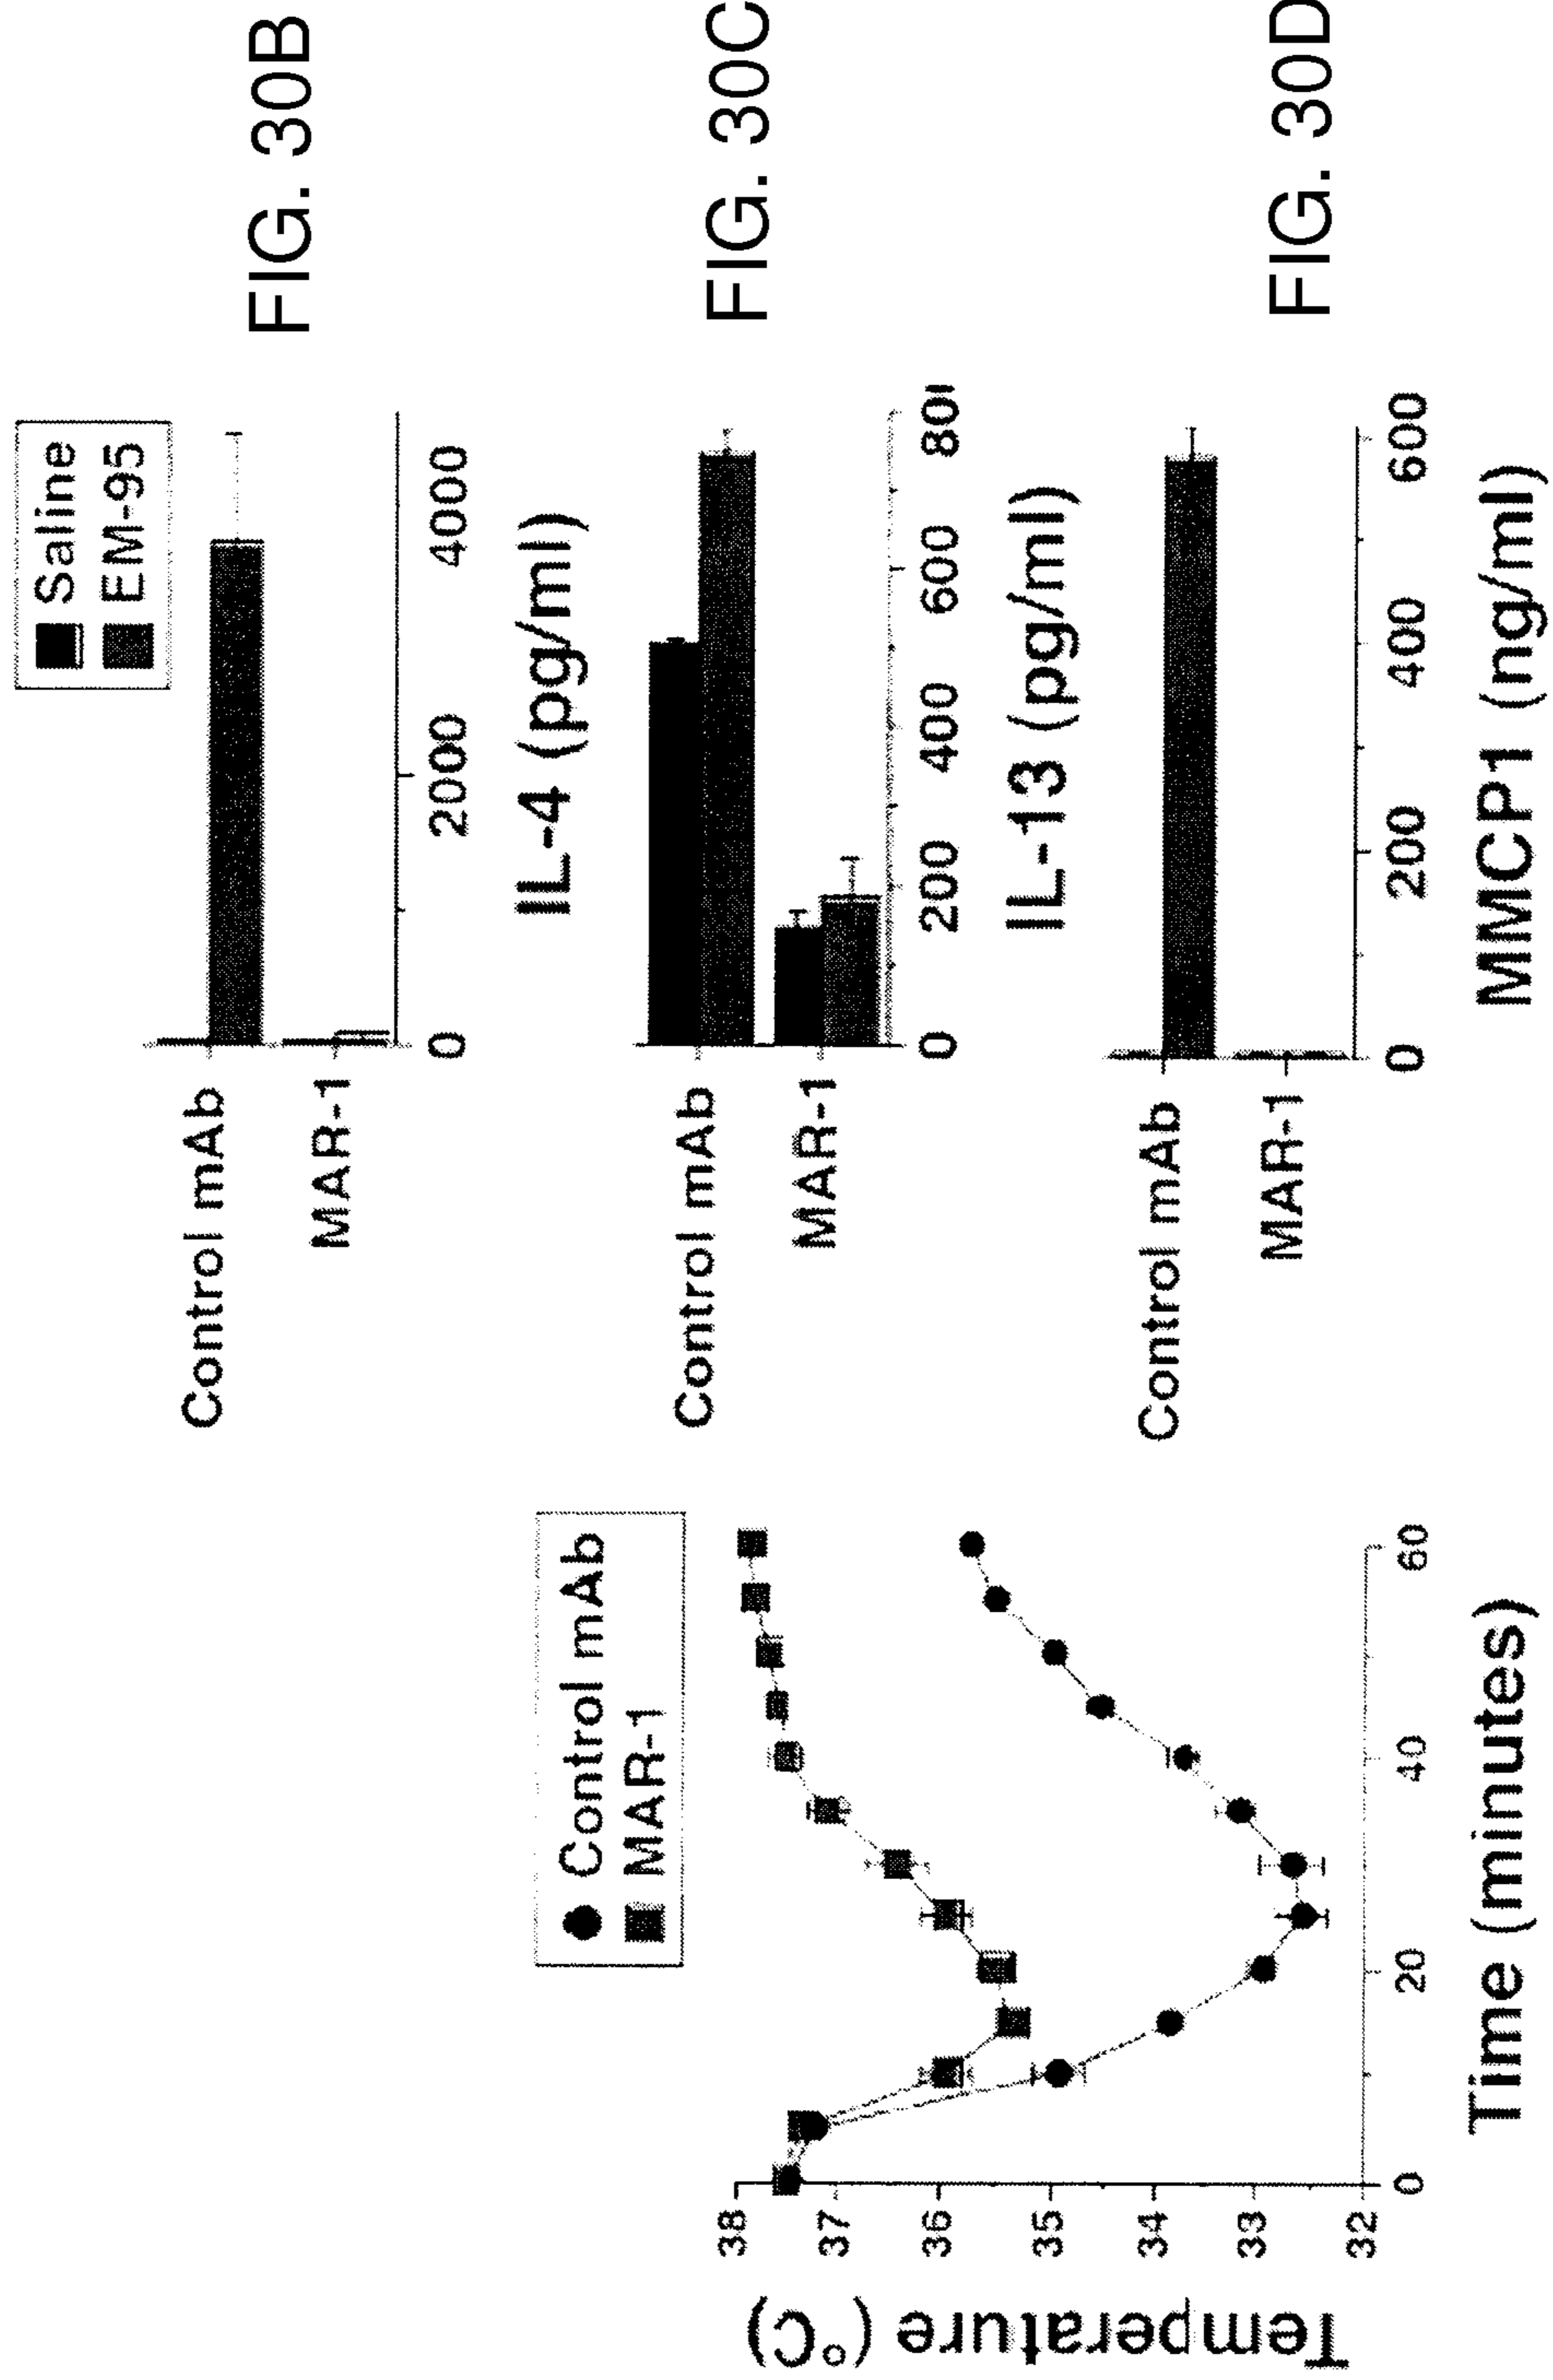 Control mAb
MAR-1
38
37
36
35
34
33
32
Temperature (°C)
0
20
40
60
Time (minutes)
Saline
EM-95
Control mAb
MAR-1
0
2000
4000
IL-4 (pg/ml)
FIG. 30B
Control mAb
MAR-1
0
200
400
600
IL-13 (pg/ml)
FIG. 30C
Control mAb
MAR-1
0
200
400
600
MMCP1 (ng/ml)
FIG. 30D